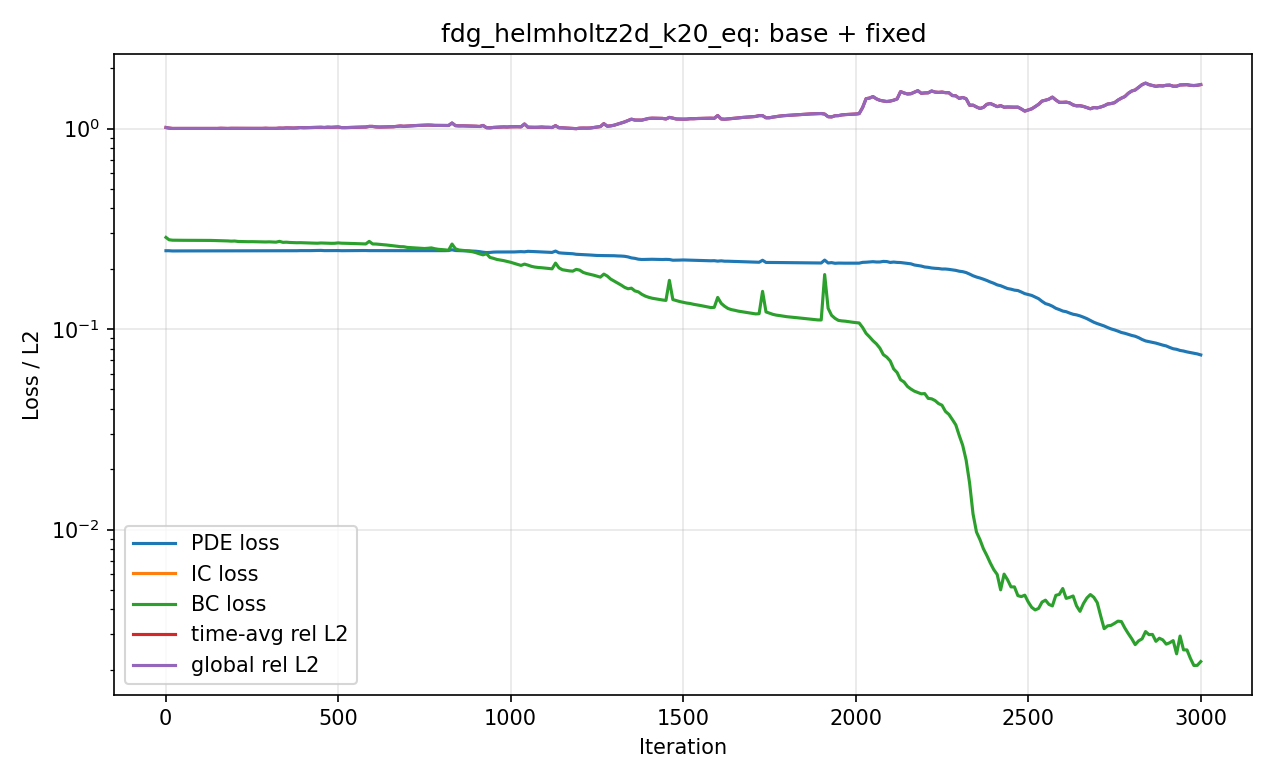 fdg_helmholtz2d_k20_eq: base + fixed
Loss / L2
10⁰
10⁻¹
10⁻²
PDE loss
IC loss
BC loss
time-avg rel L2
global rel L2
0 500 1000 1500 2000 2500 3000
Iteration